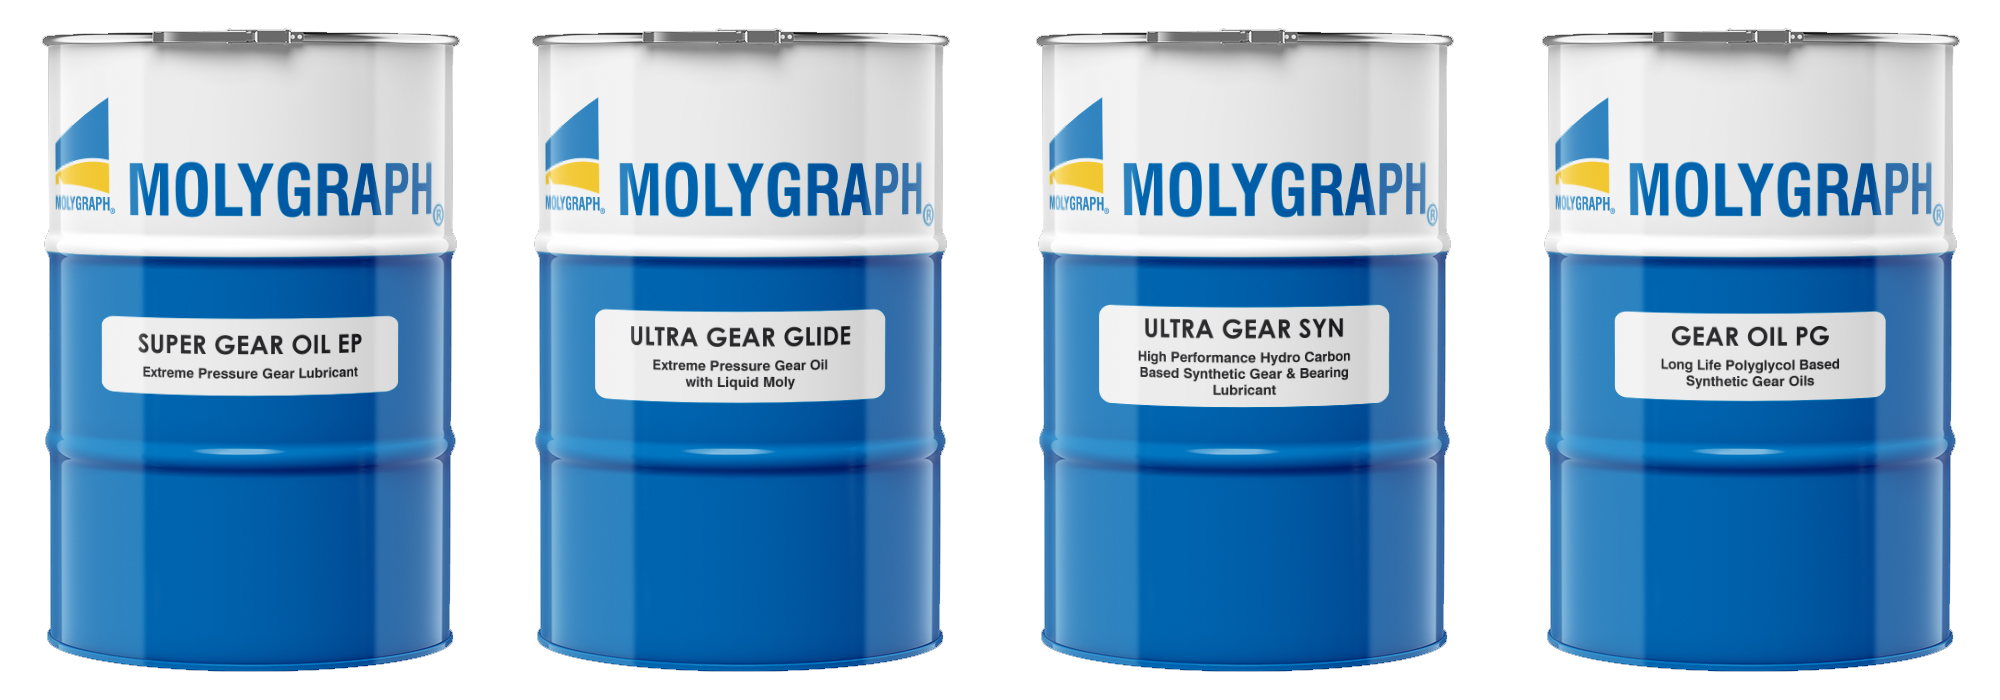 MOLYGRAPH®
MOLYGRAPH®
SUPER GEAR OIL EP
Extreme Pressure Gear Lubricant
MOLYGRAPH®
MOLYGRAPH®
ULTRA GEAR GLIDE
Extreme Pressure Gear Oil
with Liquid Moly
MOLYGRAPH®
MOLYGRAPH®
ULTRA GEAR SYN
High Performance Hydro Carbon
Based Synthetic Gear & Bearing
Lubricant
MOLYGRAPH®
MOLYGRAPH®
GEAR OIL PG
Long Life Polyglycol Based
Synthetic Gear Oils